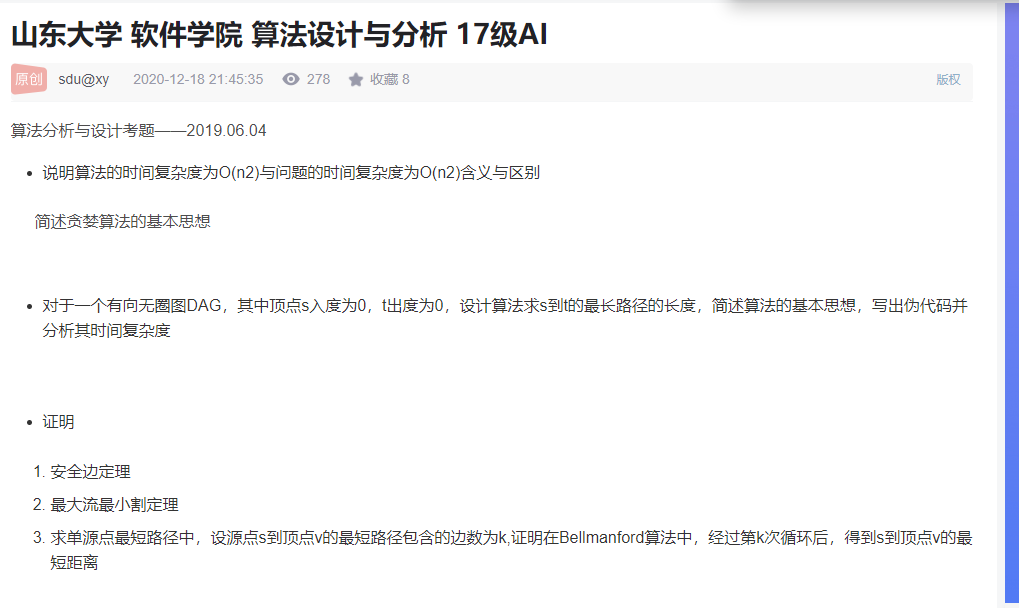 山东大学 软件学院 算法设计与分析 17级AI
原创 sdu@xy 2020-12-18 21:45:35 278 收藏 8 版权
算法分析与设计考题——2019.06.04
• 说明算法的时间复杂度为O(n2)与问题的时间复杂度为O(n2)含义与区别
简述贪婪算法的基本思想
• 对于一个有向无圈图DAG，其中顶点s入度为0，t出度为0，设计算法求s到t的最长路径的长度，简述算法的基本思想，写出伪代码并
分析其时间复杂度
• 证明
1. 安全边定理
2. 最大流最小割定理
3. 求单源点最短路径中，设源点s到顶点v的最短路径包含的边数为k,证明在Bellmanford算法中，经过第k次循环后，得到s到顶点v的最
短距离